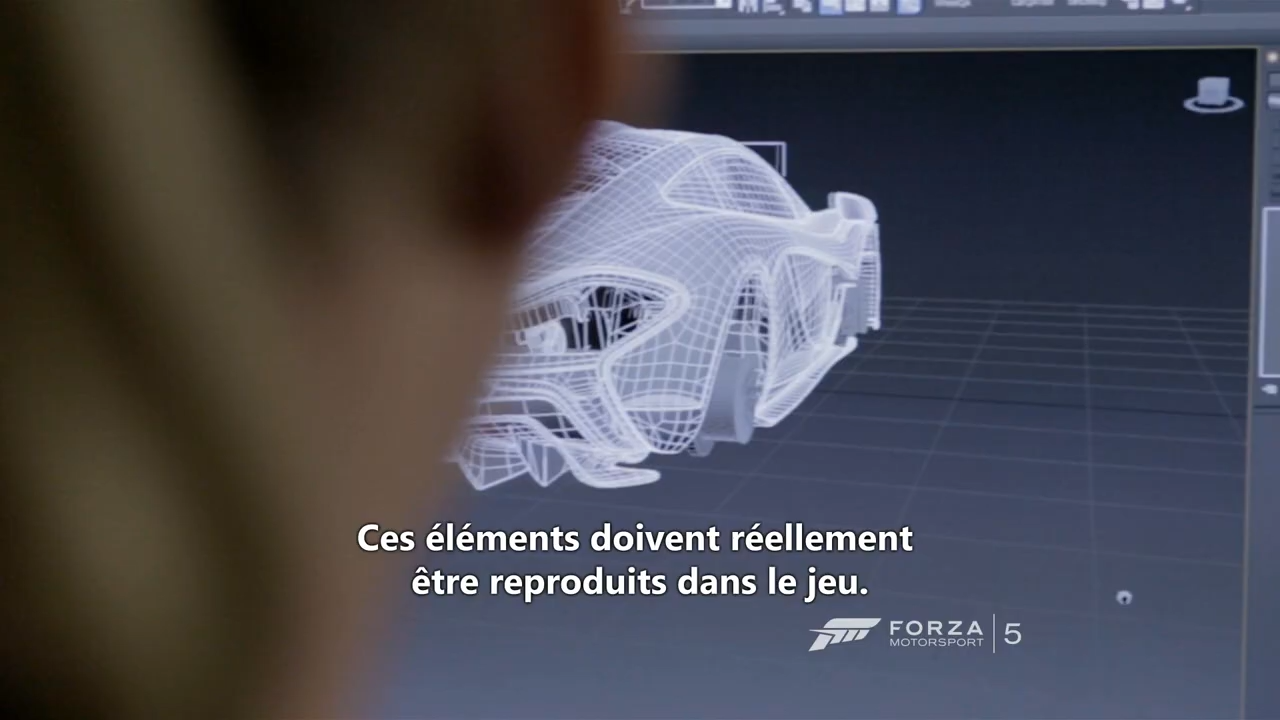 Ces éléments doivent réellement
être reproduits dans le jeu.
FORZA
MOTORSPORT
5